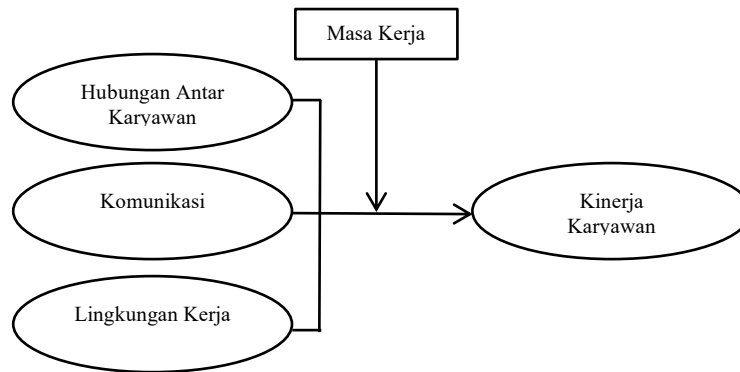 Masa Kerja
Hubungan Antar
Karyawan
Komunikasi
Kinerja
Karyawan
Lingkungan Kerja